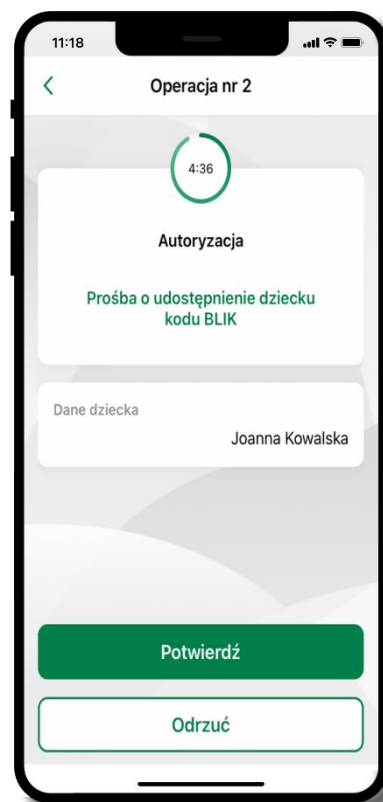 11:18
Operacja nr 2
4:36
Autoryzacja
Prośba o udostępnienie dziecku
kodu BLIK
Dane dziecka
Joanna Kowalska
Potwierdź
Odrzuć